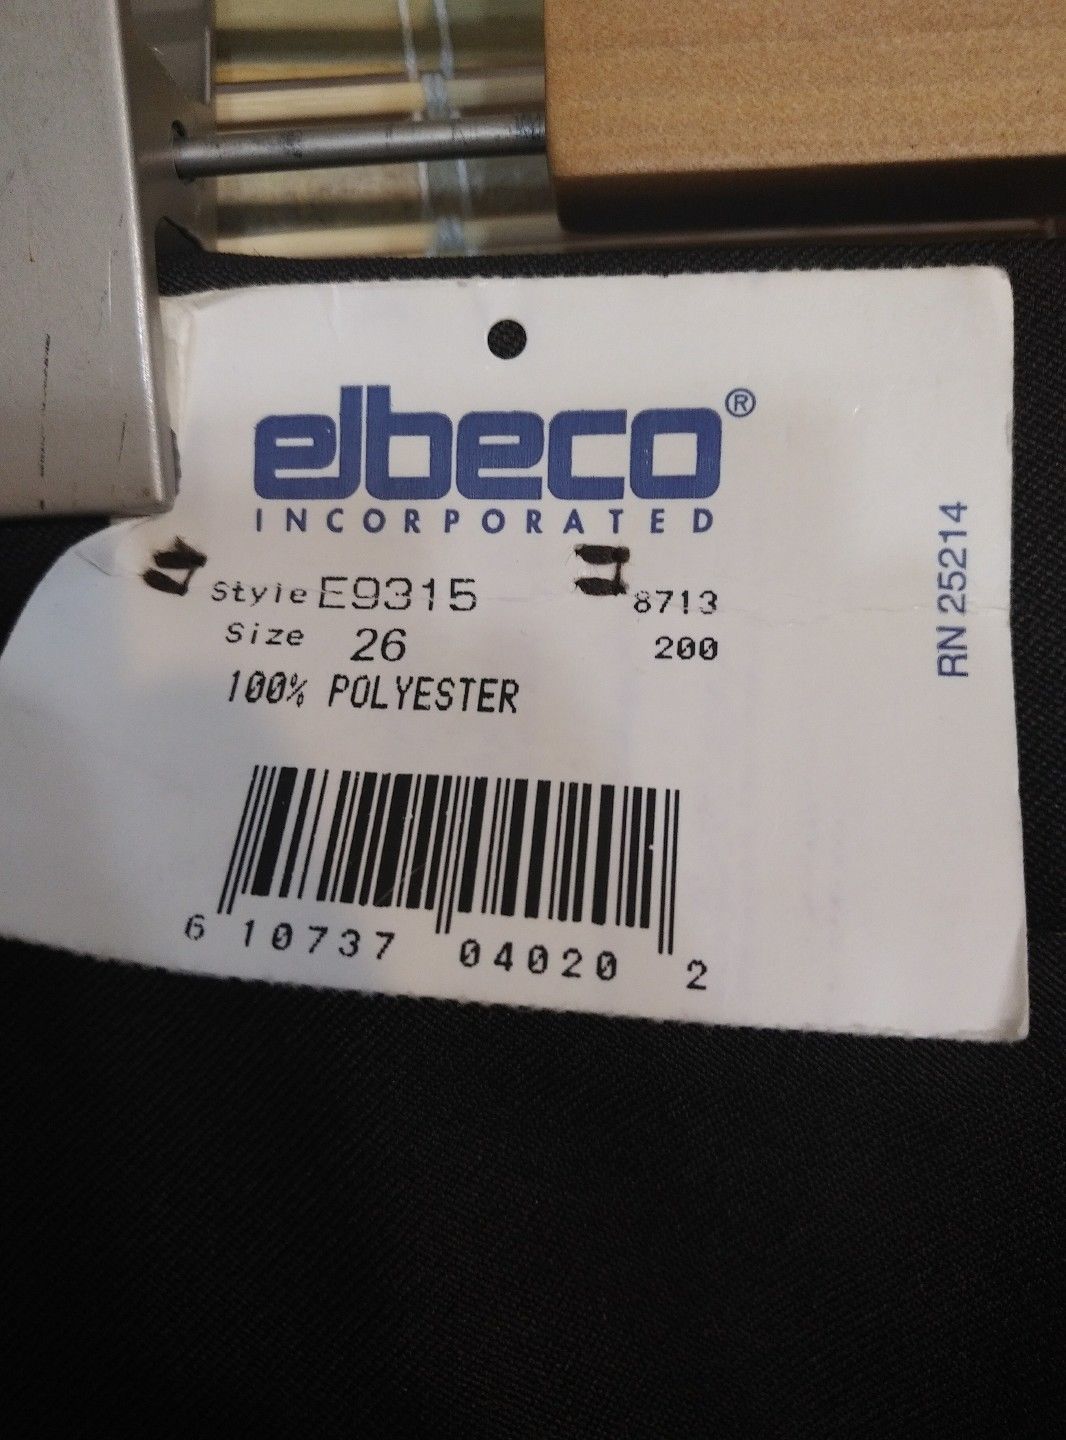 elbeco®
INCORPORATED
Style E9315 8713
Size 26 200
100% POLYESTER
RN 25214
6 10737 04020 2